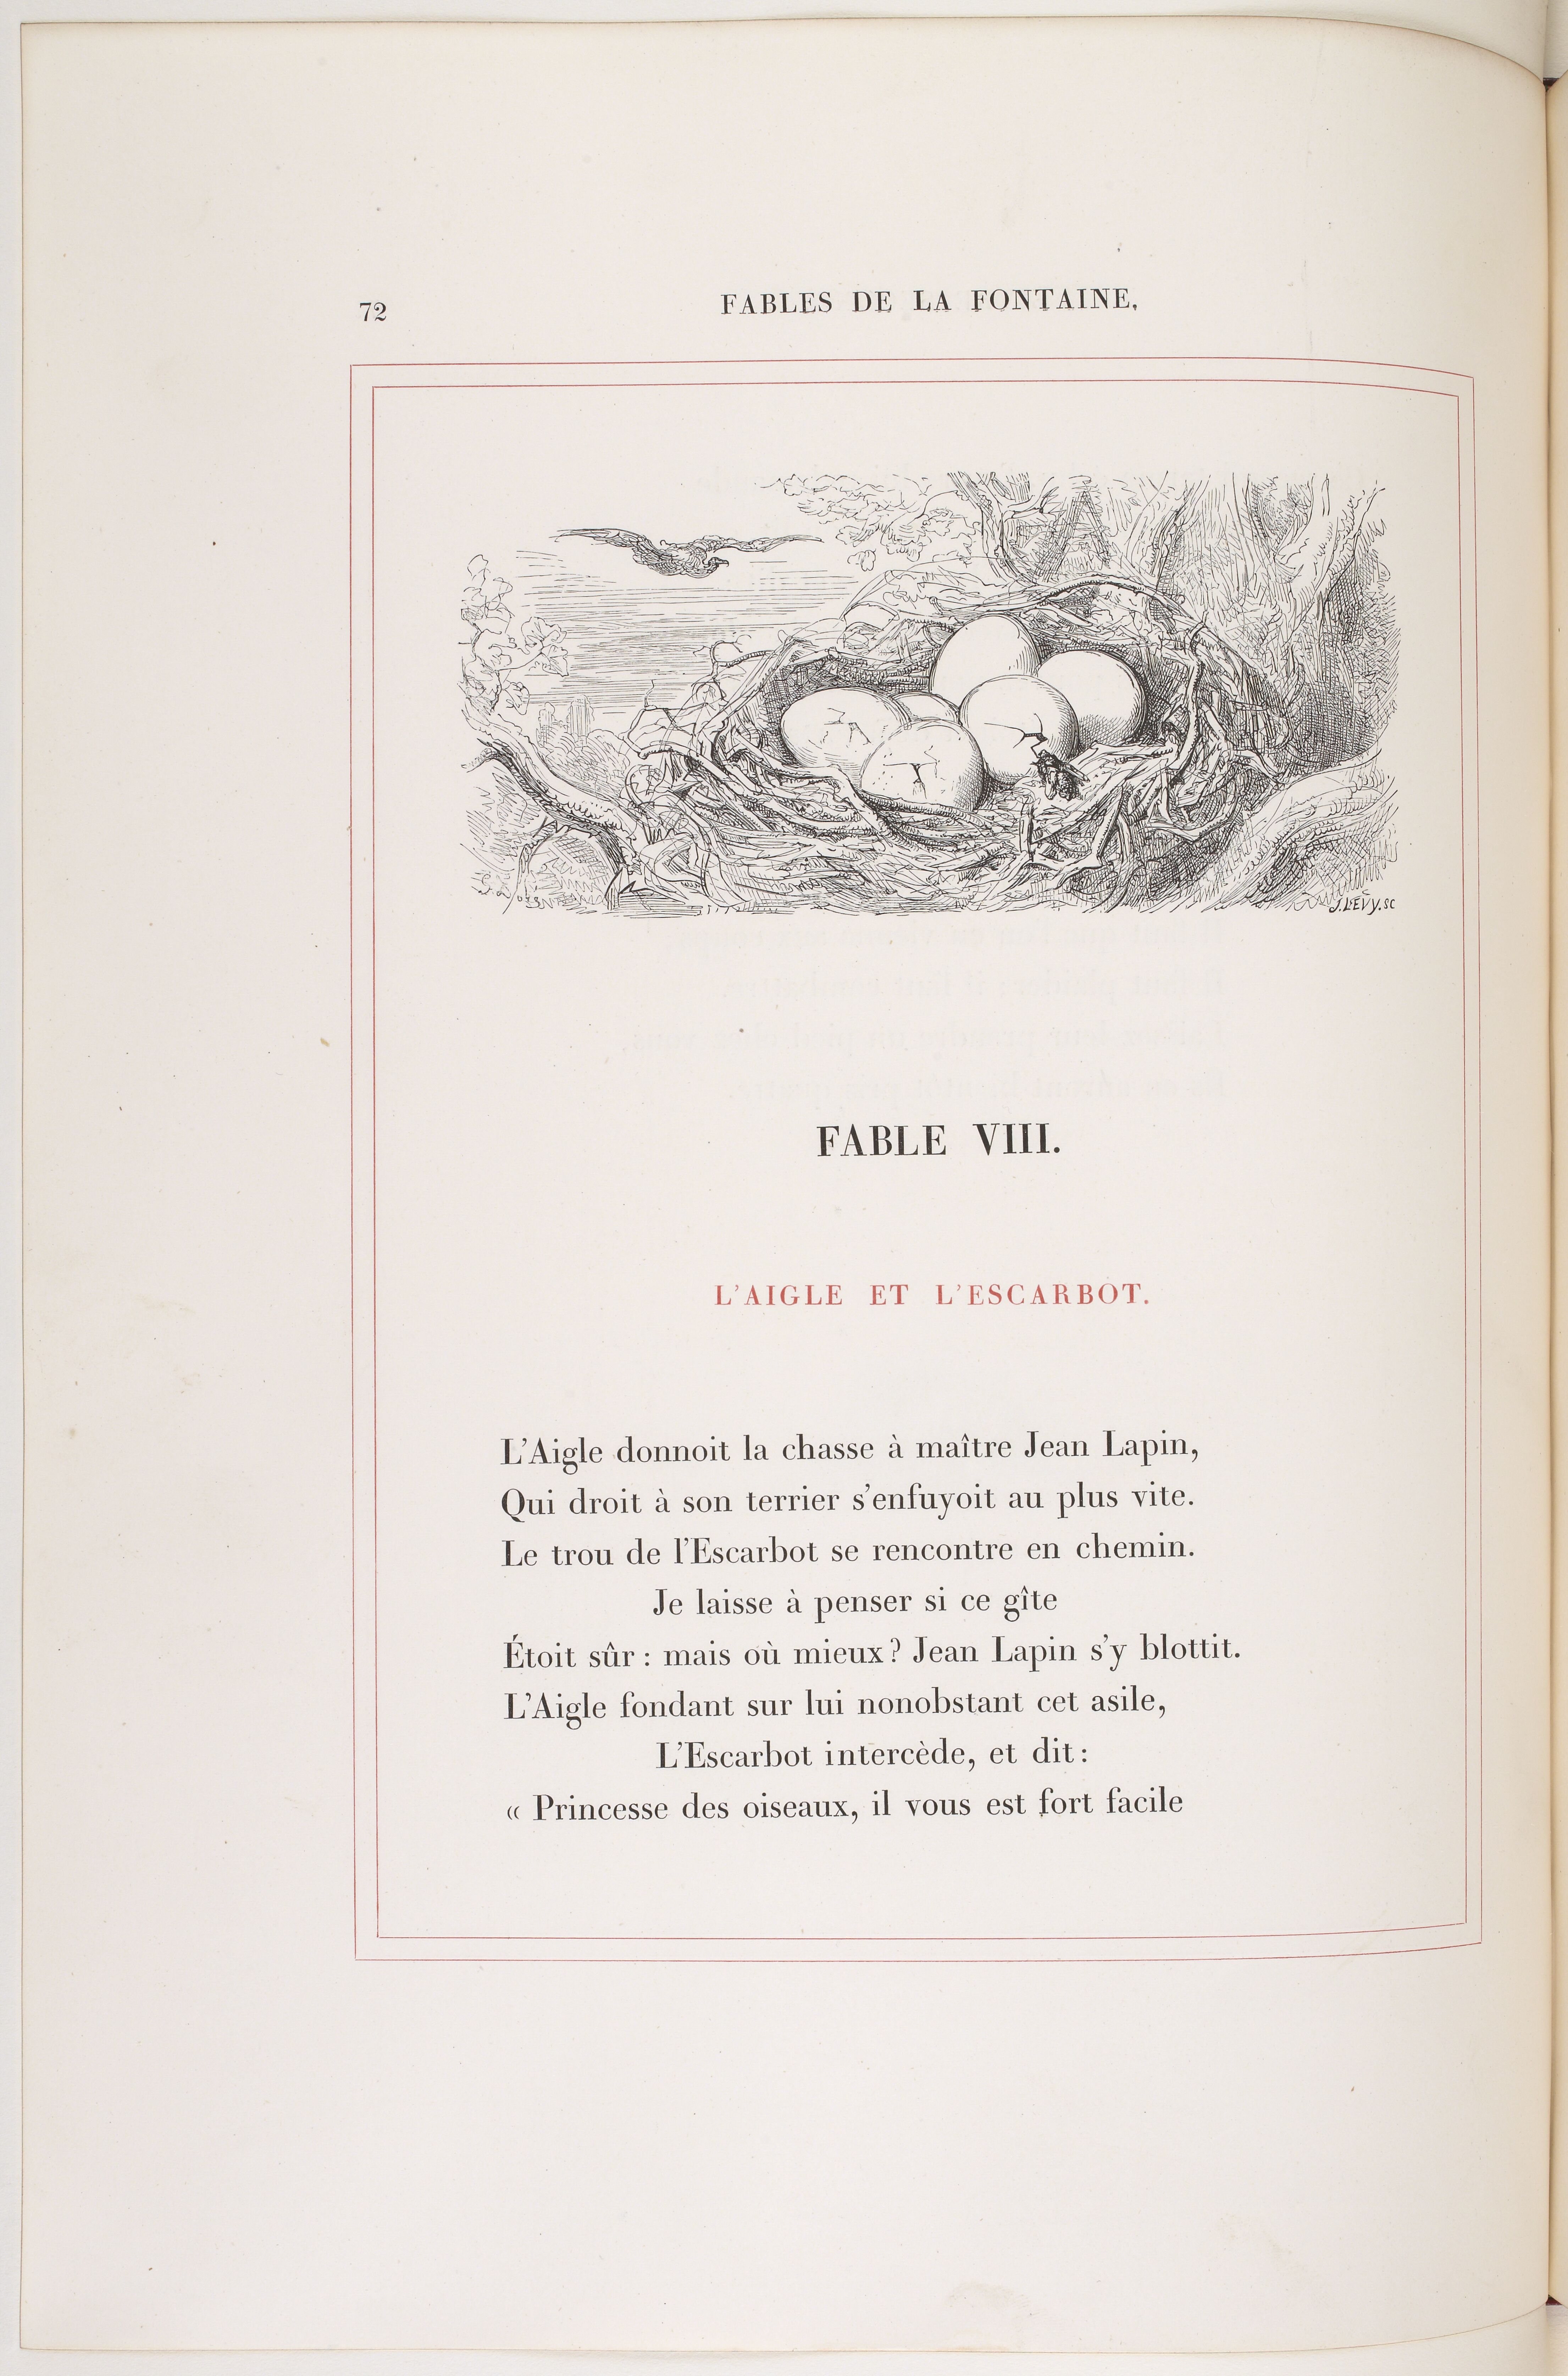 72
FABLES DE LA FONTAINE,
J. LEVY. SC
FABLE VIII.
L'AIGLE ET L'ESCARBOT.
L'Aigle donnoit la chasse à maître Jean Lapin,
Qui droit à son terrier s'enfuyoit au plus vite.
Le trou de l'Escarbot se rencontre en chemin.
Je laisse à penser si ce gîte
Étoit sûr : mais où mieux ? Jean Lapin s'y blottit.
L'Aigle fondant sur lui nonobstant cet asile,
L'Escarbot intercède, et dit :
« Princesse des oiseaux, il vous est fort facile